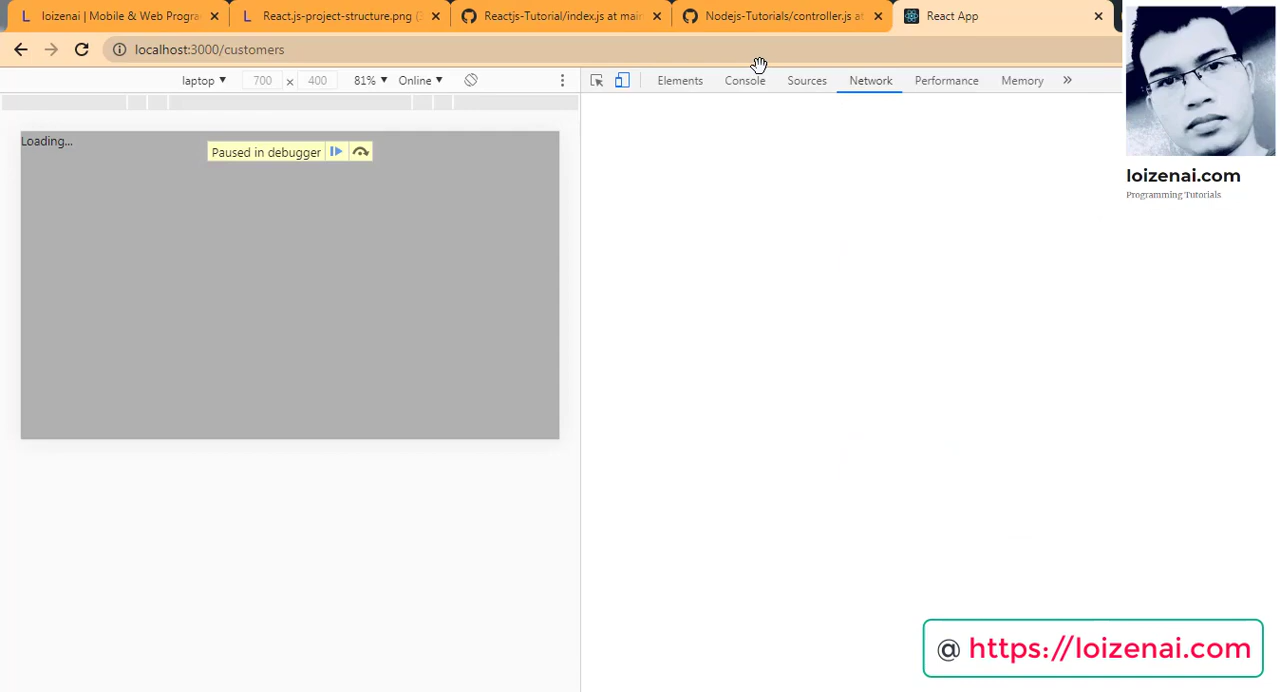 loizenai | Mobile & Web Progra
React.js-project-structure.png (2
Reactjs-Tutorial/index.js at mai
Nodejs-Tutorials/controller.js at
React App
localhost:3000/customers
laptop 700 × 400 81% Online
Elements Console Sources Network Performance Memory »
Loading...
Paused in debugger
loizenai.com
Programming Tutorials
@ https://loizenai.com